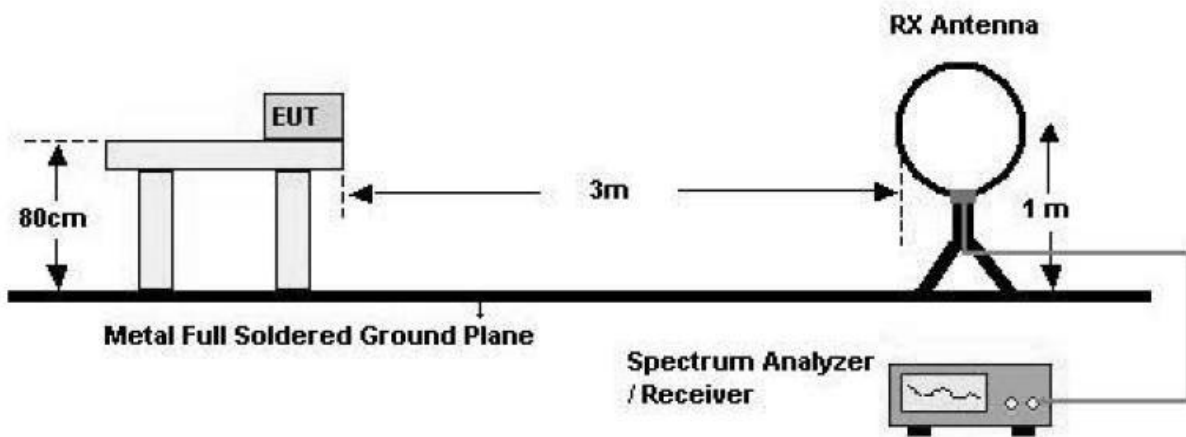 RX Antenna
EUT
80cm
3m
1 m
Metal Full Soldered Ground Plane
Spectrum Analyzer
/ Receiver